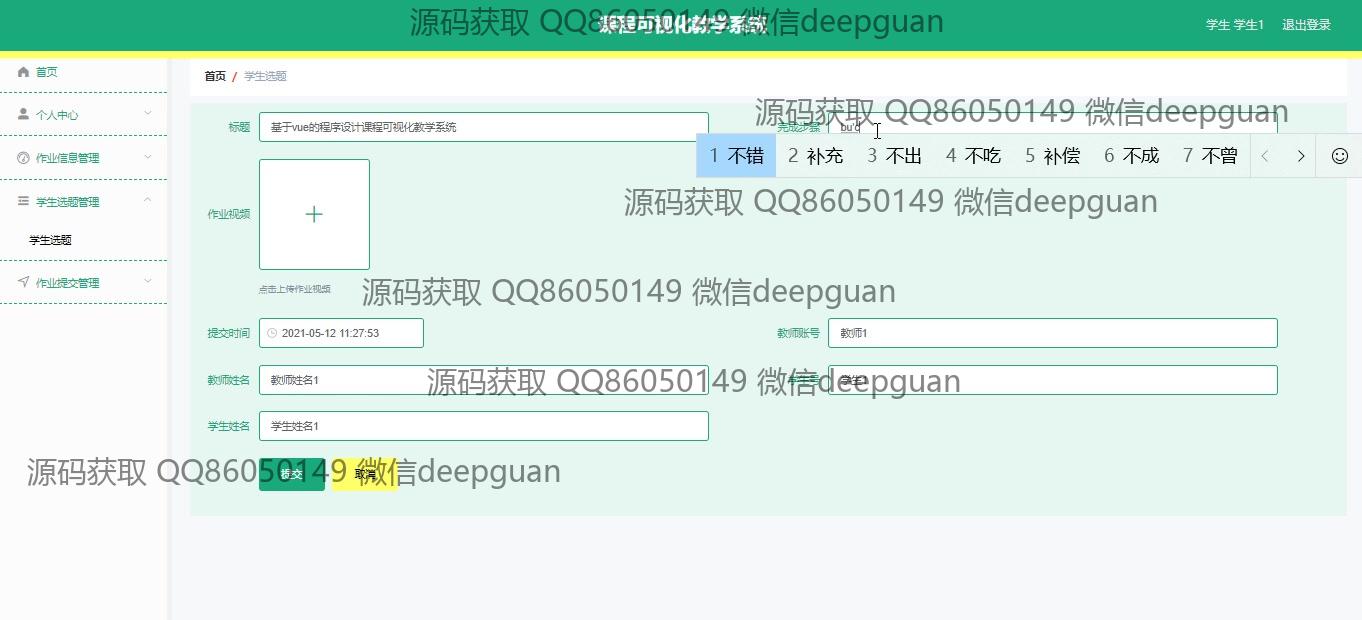 源码获取 QQ86050149 微信deepguan
课程可视化教学系统
学生 学生1 退出登录
首页
个人中心
作业信息管理
学生选题管理
学生选题
作业提交管理
首页 / 学生选题
源码获取 QQ86050149 微信deepguan
标题 基于vue的程序设计课程可视化教学系统
完成步骤 bu'c
1 不错 2 补充 3 不出 4 不吃 5 补偿 6 不成 7 不曾
源码获取 QQ86050149 微信deepguan
作业视频
点击上传作业视频
源码获取 QQ86050149 微信deepguan
提交时间 2021-05-12 11:27:53
教师账号 教师1
教师姓名 教师姓名1
源码获取 QQ86050149 微信deepguan
学生1
学生姓名 学生姓名1
源码获取 QQ86050149 微信deepguan
提交 取消